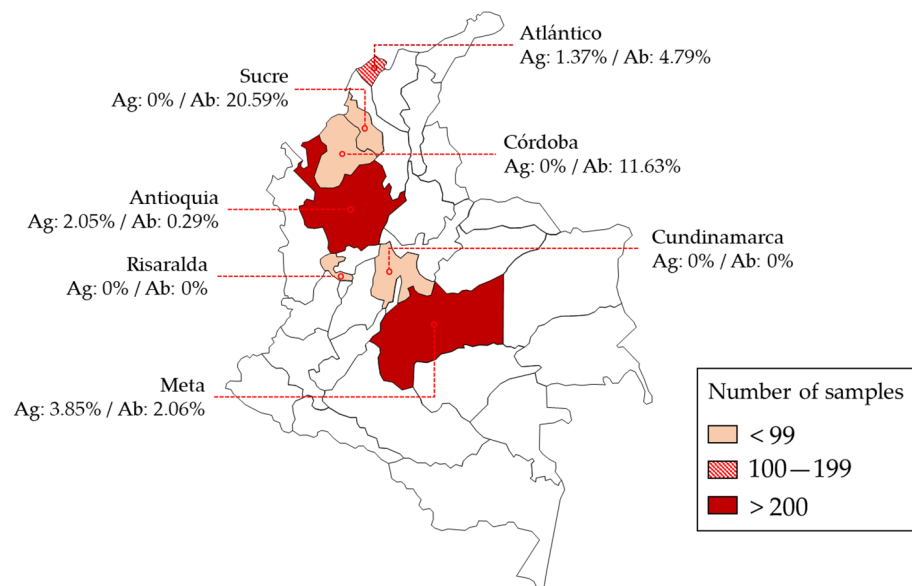 Atlántico
Ag: 1.37% / Ab: 4.79%
Sucre
Ag: 0% / Ab: 20.59%
Córdoba
Ag: 0% / Ab: 11.63%
Antioquia
Ag: 2.05% / Ab: 0.29%
Cundinamarca
Ag: 0% / Ab: 0%
Risaralda
Ag: 0% / Ab: 0%
Meta
Ag: 3.85% / Ab: 2.06%
Number of samples
< 99
100—199
> 200